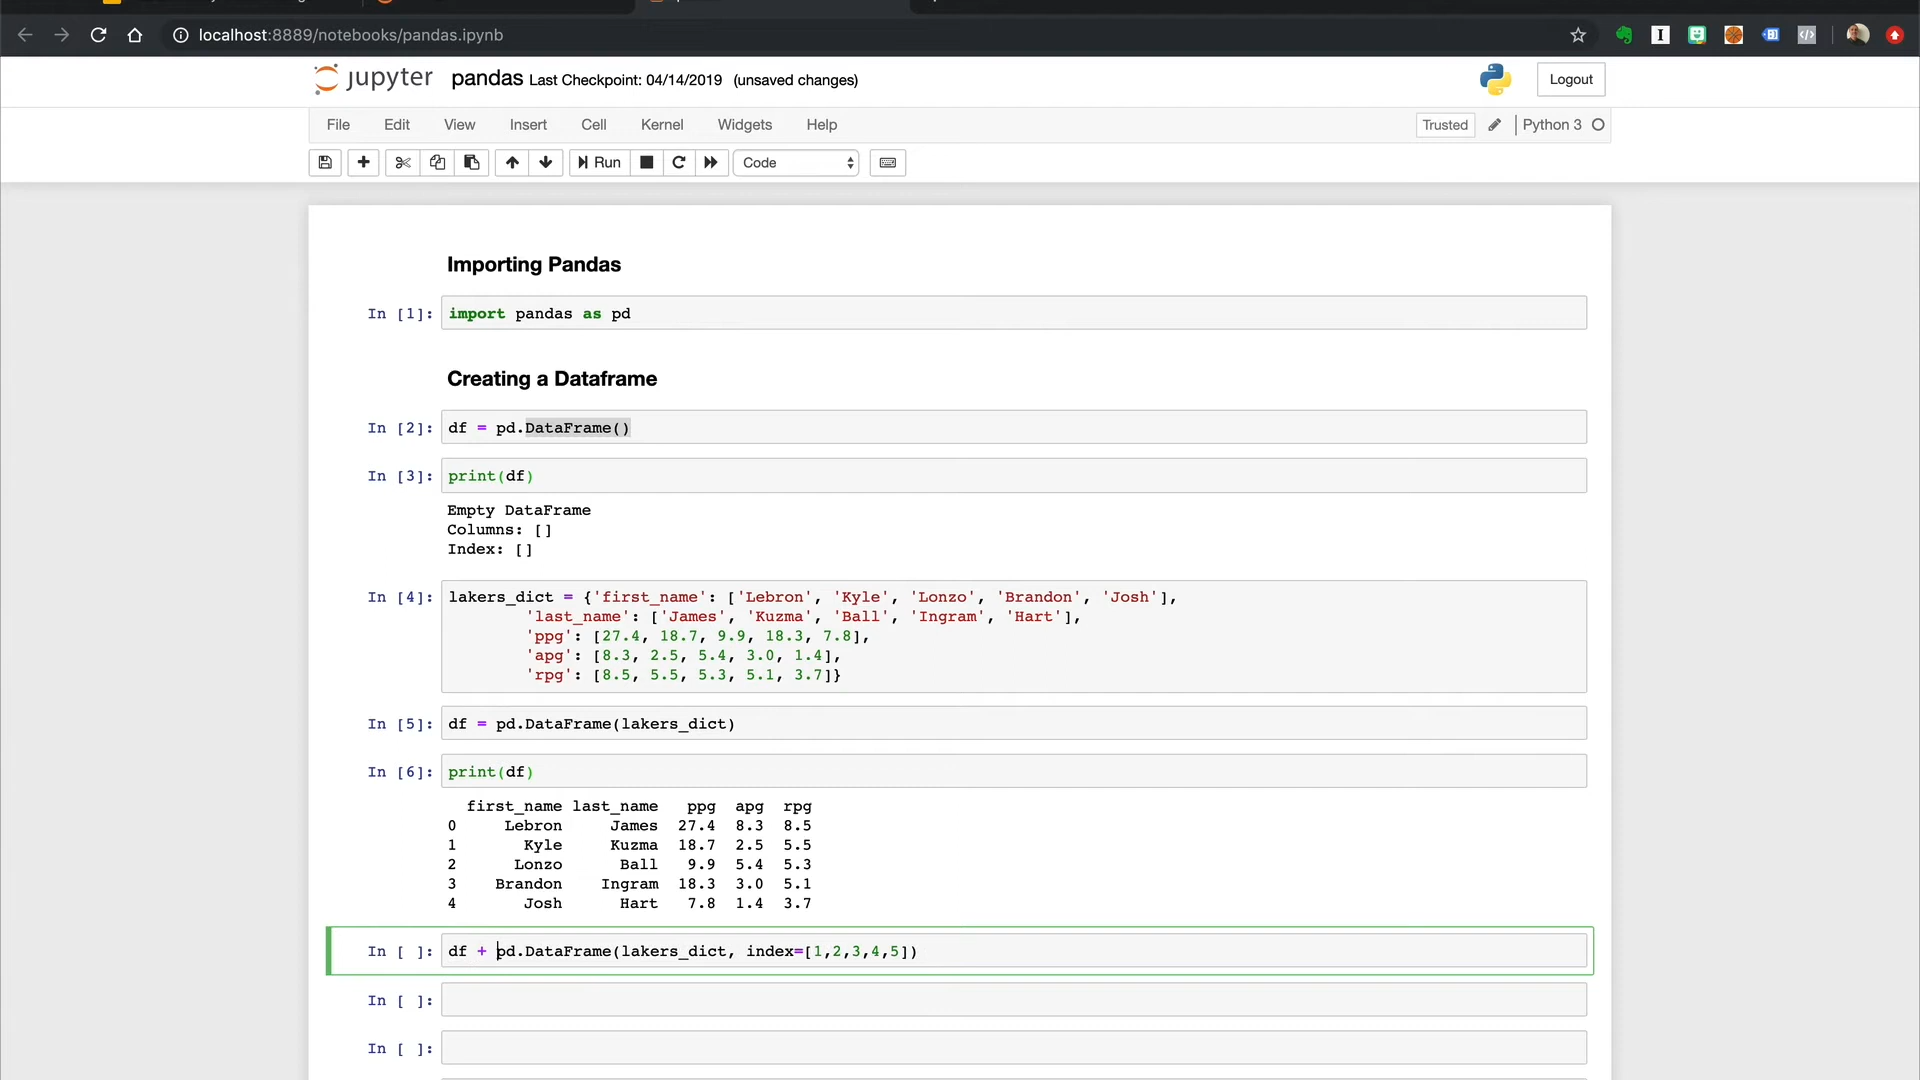 localhost:8889/notebooks/pandas.ipynb
jupyter pandas Last Checkpoint: 04/14/2019 (unsaved changes)
Logout
File Edit View Insert Cell Kernel Widgets Help
Trusted Python 3
Run Code
Importing Pandas
In [1]: import pandas as pd
Creating a Dataframe
In [2]: df = pd.DataFrame()
In [3]: print(df)
Empty DataFrame
Columns: []
Index: []
In [4]: lakers_dict = {'first_name': ['Lebron', 'Kyle', 'Lonzo', 'Brandon', 'Josh'],
'last_name': ['James', 'Kuzma', 'Ball', 'Ingram', 'Hart'],
'ppg': [27.4, 18.7, 9.9, 18.3, 7.8],
'apg': [8.3, 2.5, 5.4, 3.0, 1.4],
'rpg': [8.5, 5.5, 5.3, 5.1, 3.7]}
In [5]: df = pd.DataFrame(lakers_dict)
In [6]: print(df)
first_name last_name ppg apg rpg
0 Lebron James 27.4 8.3 8.5
1 Kyle Kuzma 18.7 2.5 5.5
2 Lonzo Ball 9.9 5.4 5.3
3 Brandon Ingram 18.3 3.0 5.1
4 Josh Hart 7.8 1.4 3.7
In [ ]: df + pd.DataFrame(lakers_dict, index=[1,2,3,4,5])
In [ ]:
In [ ]: